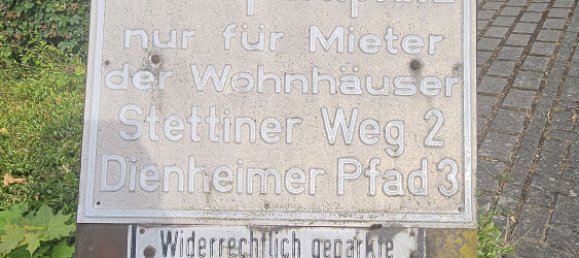 nur für Mieter
der Wohnhäuser
Stettiner Weg 2
Dienheimer Pfad 3
Widerrechtlich geparkte